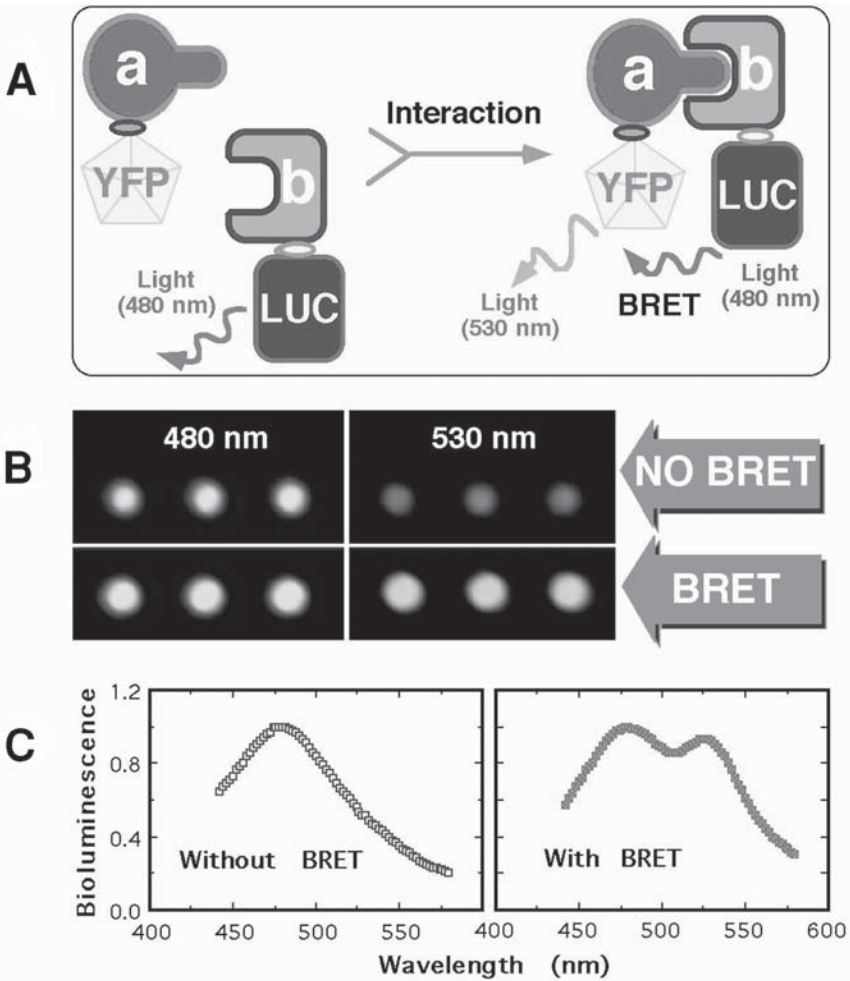 A
a
YFP
b
LUC
Light
(480 nm)
Interaction
a
b
YFP
LUC
Light
(530 nm)
BRET
Light
(480 nm)
B
480 nm
530 nm
NO BRET
BRET
C
Bioluminescence
1.2
0.8
0.4
0.0
Without BRET
With BRET
400 450 500 550 400 450 500 550 600
Wavelength (nm)